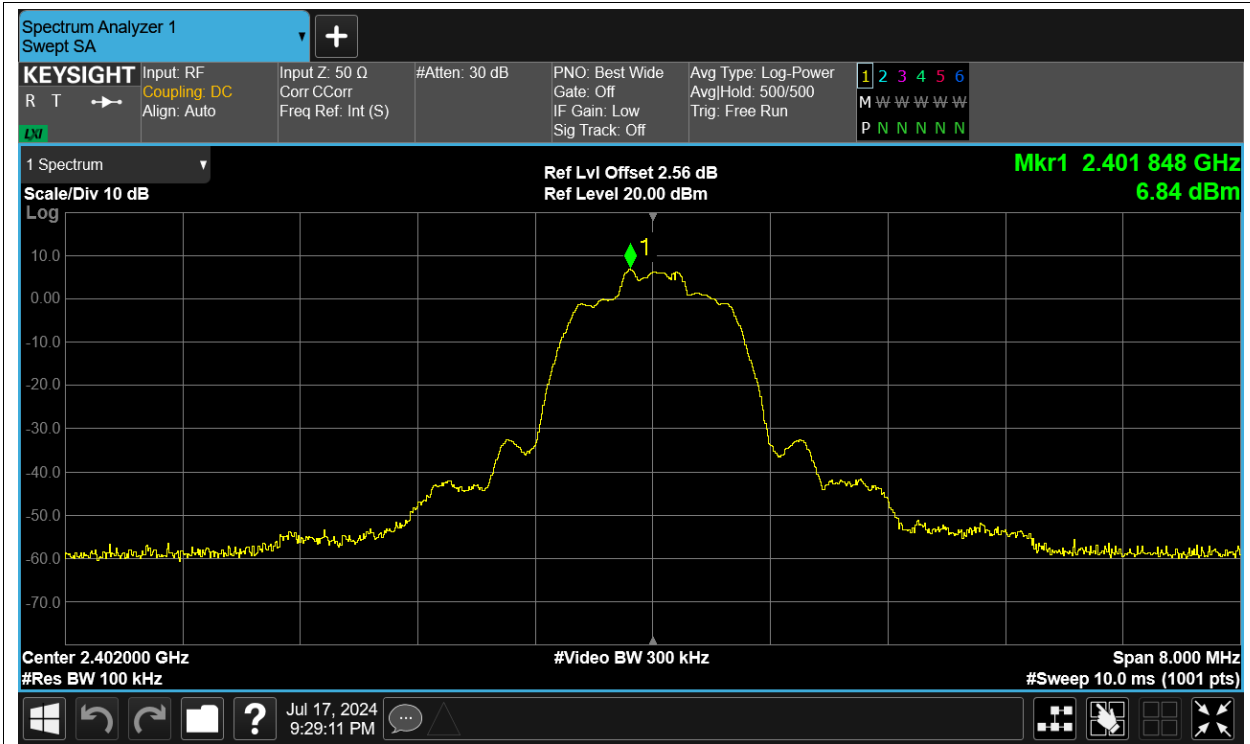 Spectrum Analyzer 1
Swept SA
KEYSIGHT
R T
LXI
Input: RF
Coupling: DC
Align: Auto
Input Z: 50 Ω
Corr CCorr
Freq Ref: Int (S)
#Atten: 30 dB
PNO: Best Wide
Gate: Off
IF Gain: Low
Sig Track: Off
Avg Type: Log-Power
Avg|Hold: 500/500
Trig: Free Run
1 2 3 4 5 6
M W W W W W
P N N N N N
1 Spectrum
Scale/Div 10 dB
Log
Ref Lvl Offset 2.56 dB
Ref Level 20.00 dBm
Mkr1 2.401 848 GHz
6.84 dBm
1
10.0
0.00
-10.0
-20.0
-30.0
-40.0
-50.0
-60.0
-70.0
Center 2.402000 GHz
#Res BW 100 kHz
#Video BW 300 kHz
Span 8.000 MHz
#Sweep 10.0 ms (1001 pts)
?
Jul 17, 2024
9:29:11 PM